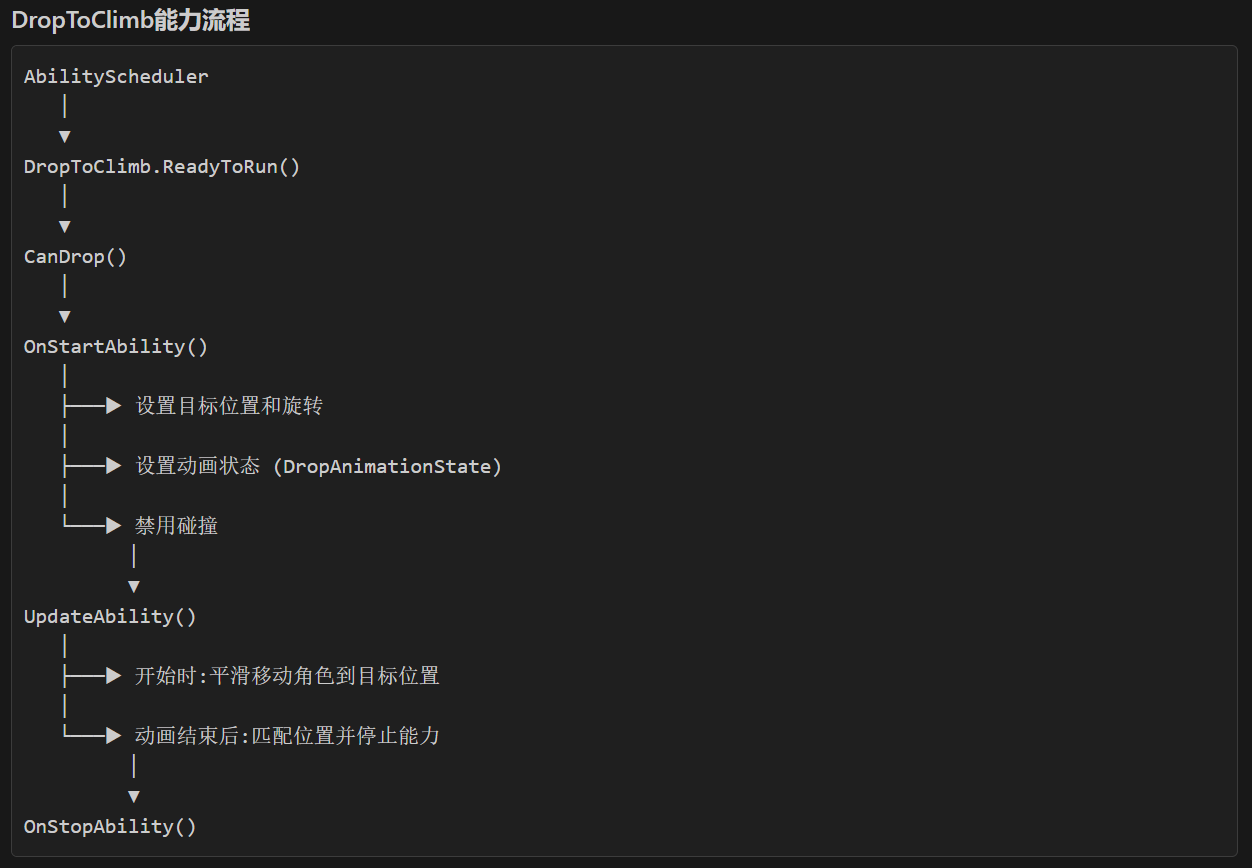 DropToClimb能力流程
AbilityScheduler
DropToClimb.ReadyToRun()
CanDrop()
OnStartAbility()
设置目标位置和旋转
设置动画状态 (DropAnimationState)
禁用碰撞
UpdateAbility()
开始时:平滑移动角色到目标位置
动画结束后:匹配位置并停止能力
OnStopAbility()